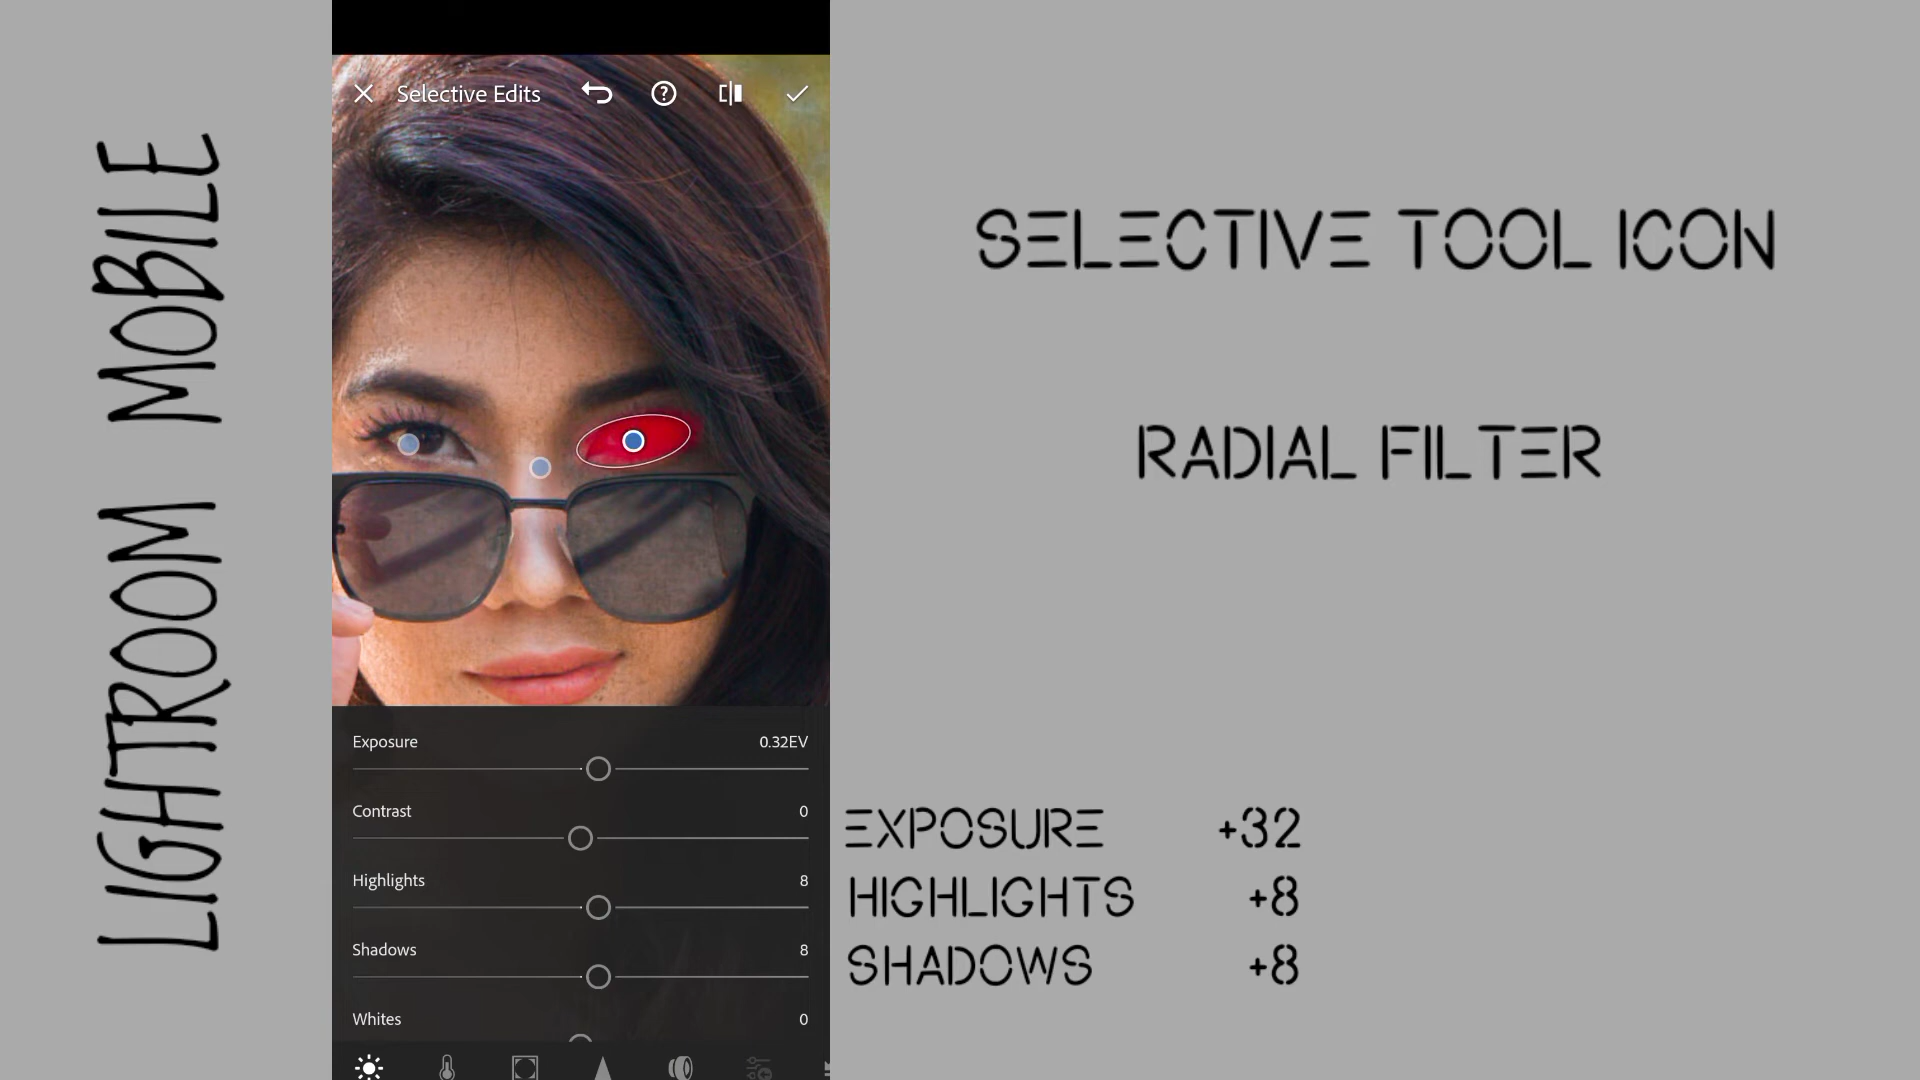 LIGHTROOM MOBILE
Selective Edits
Exposure 0.32EV
Contrast 0
Highlights 8
Shadows 8
Whites 0
SELECTIVE TOOL ICON
RADIAL FILTER
EXPOSURE +32
HIGHLIGHTS +8
SHADOWS +8